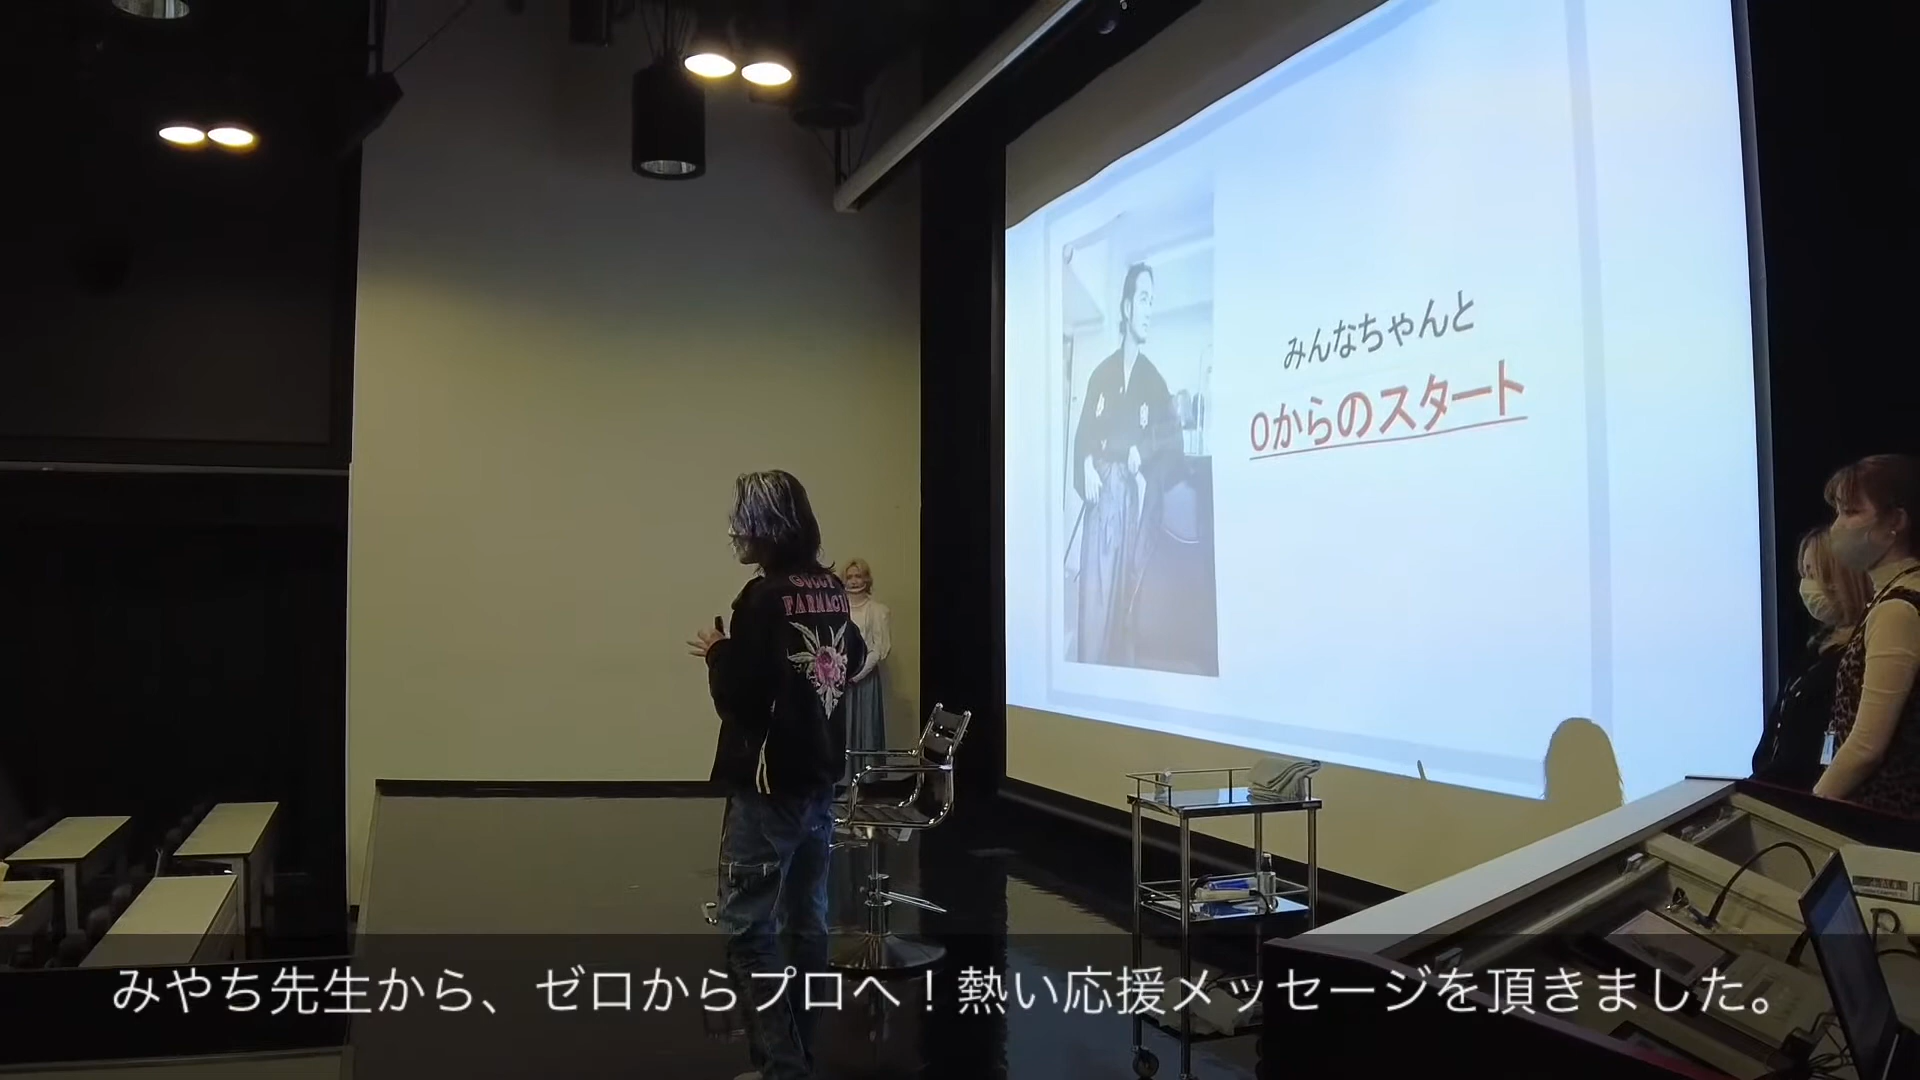 みんなちゃんと
0からのスタート
GUCCI
FARMACI
みやち先生から、ゼロからプロへ！熱い応援メッセージを頂きました。